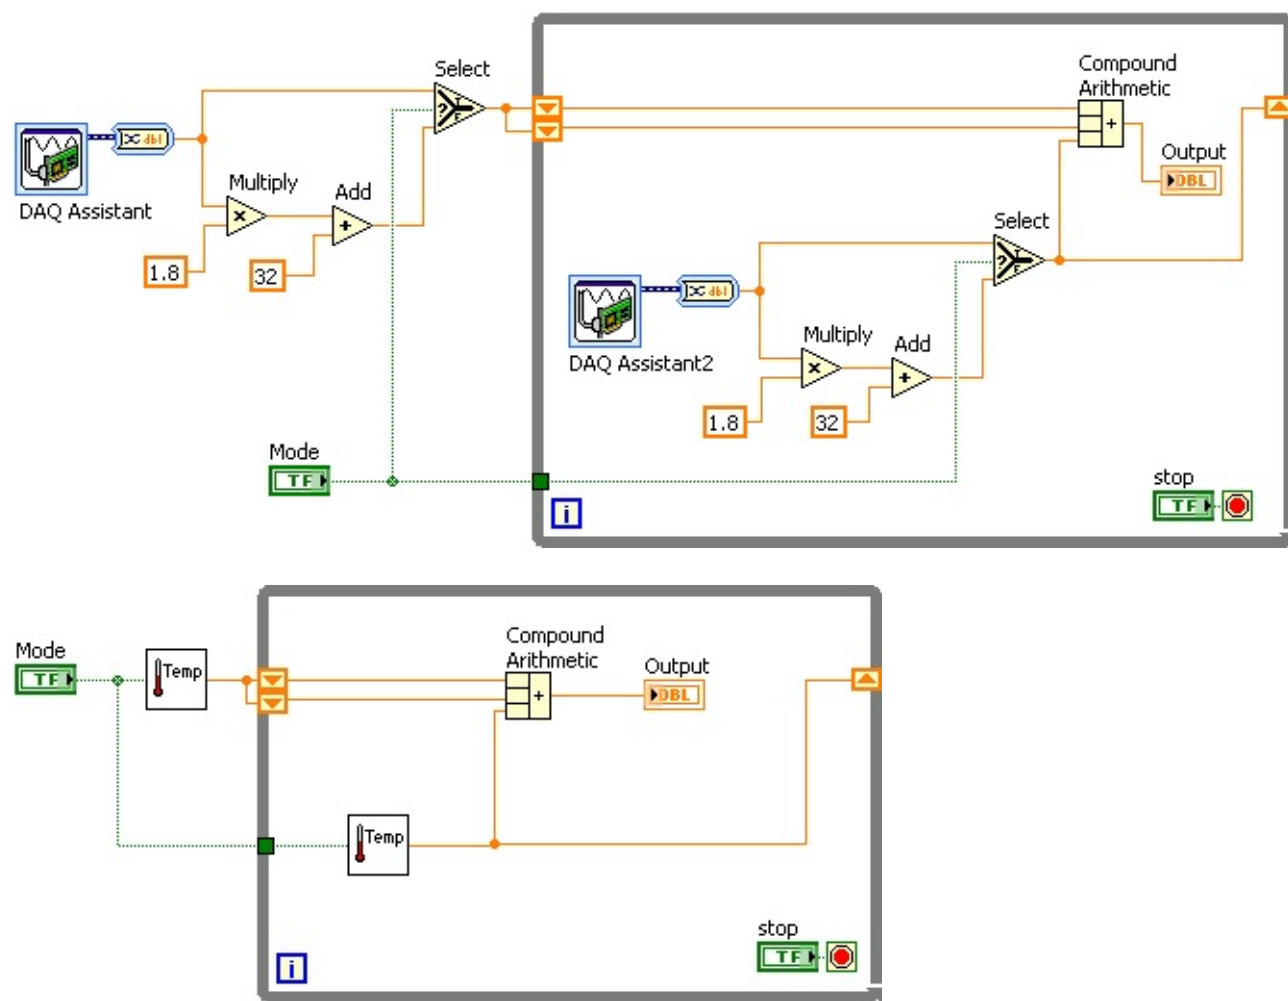 Select
?
T
F
dbl
DAQ Assistant
Multiply
x
Add
+
1.8
32
Compound
Arithmetic
+
Output
DBL
Select
?
T
F
dbl
DAQ Assistant2
Multiply
x
Add
+
1.8
32
Mode
TF
i
stop
TF
Mode
TF
Temp
Compound
Arithmetic
+
Output
DBL
Temp
i
stop
TF